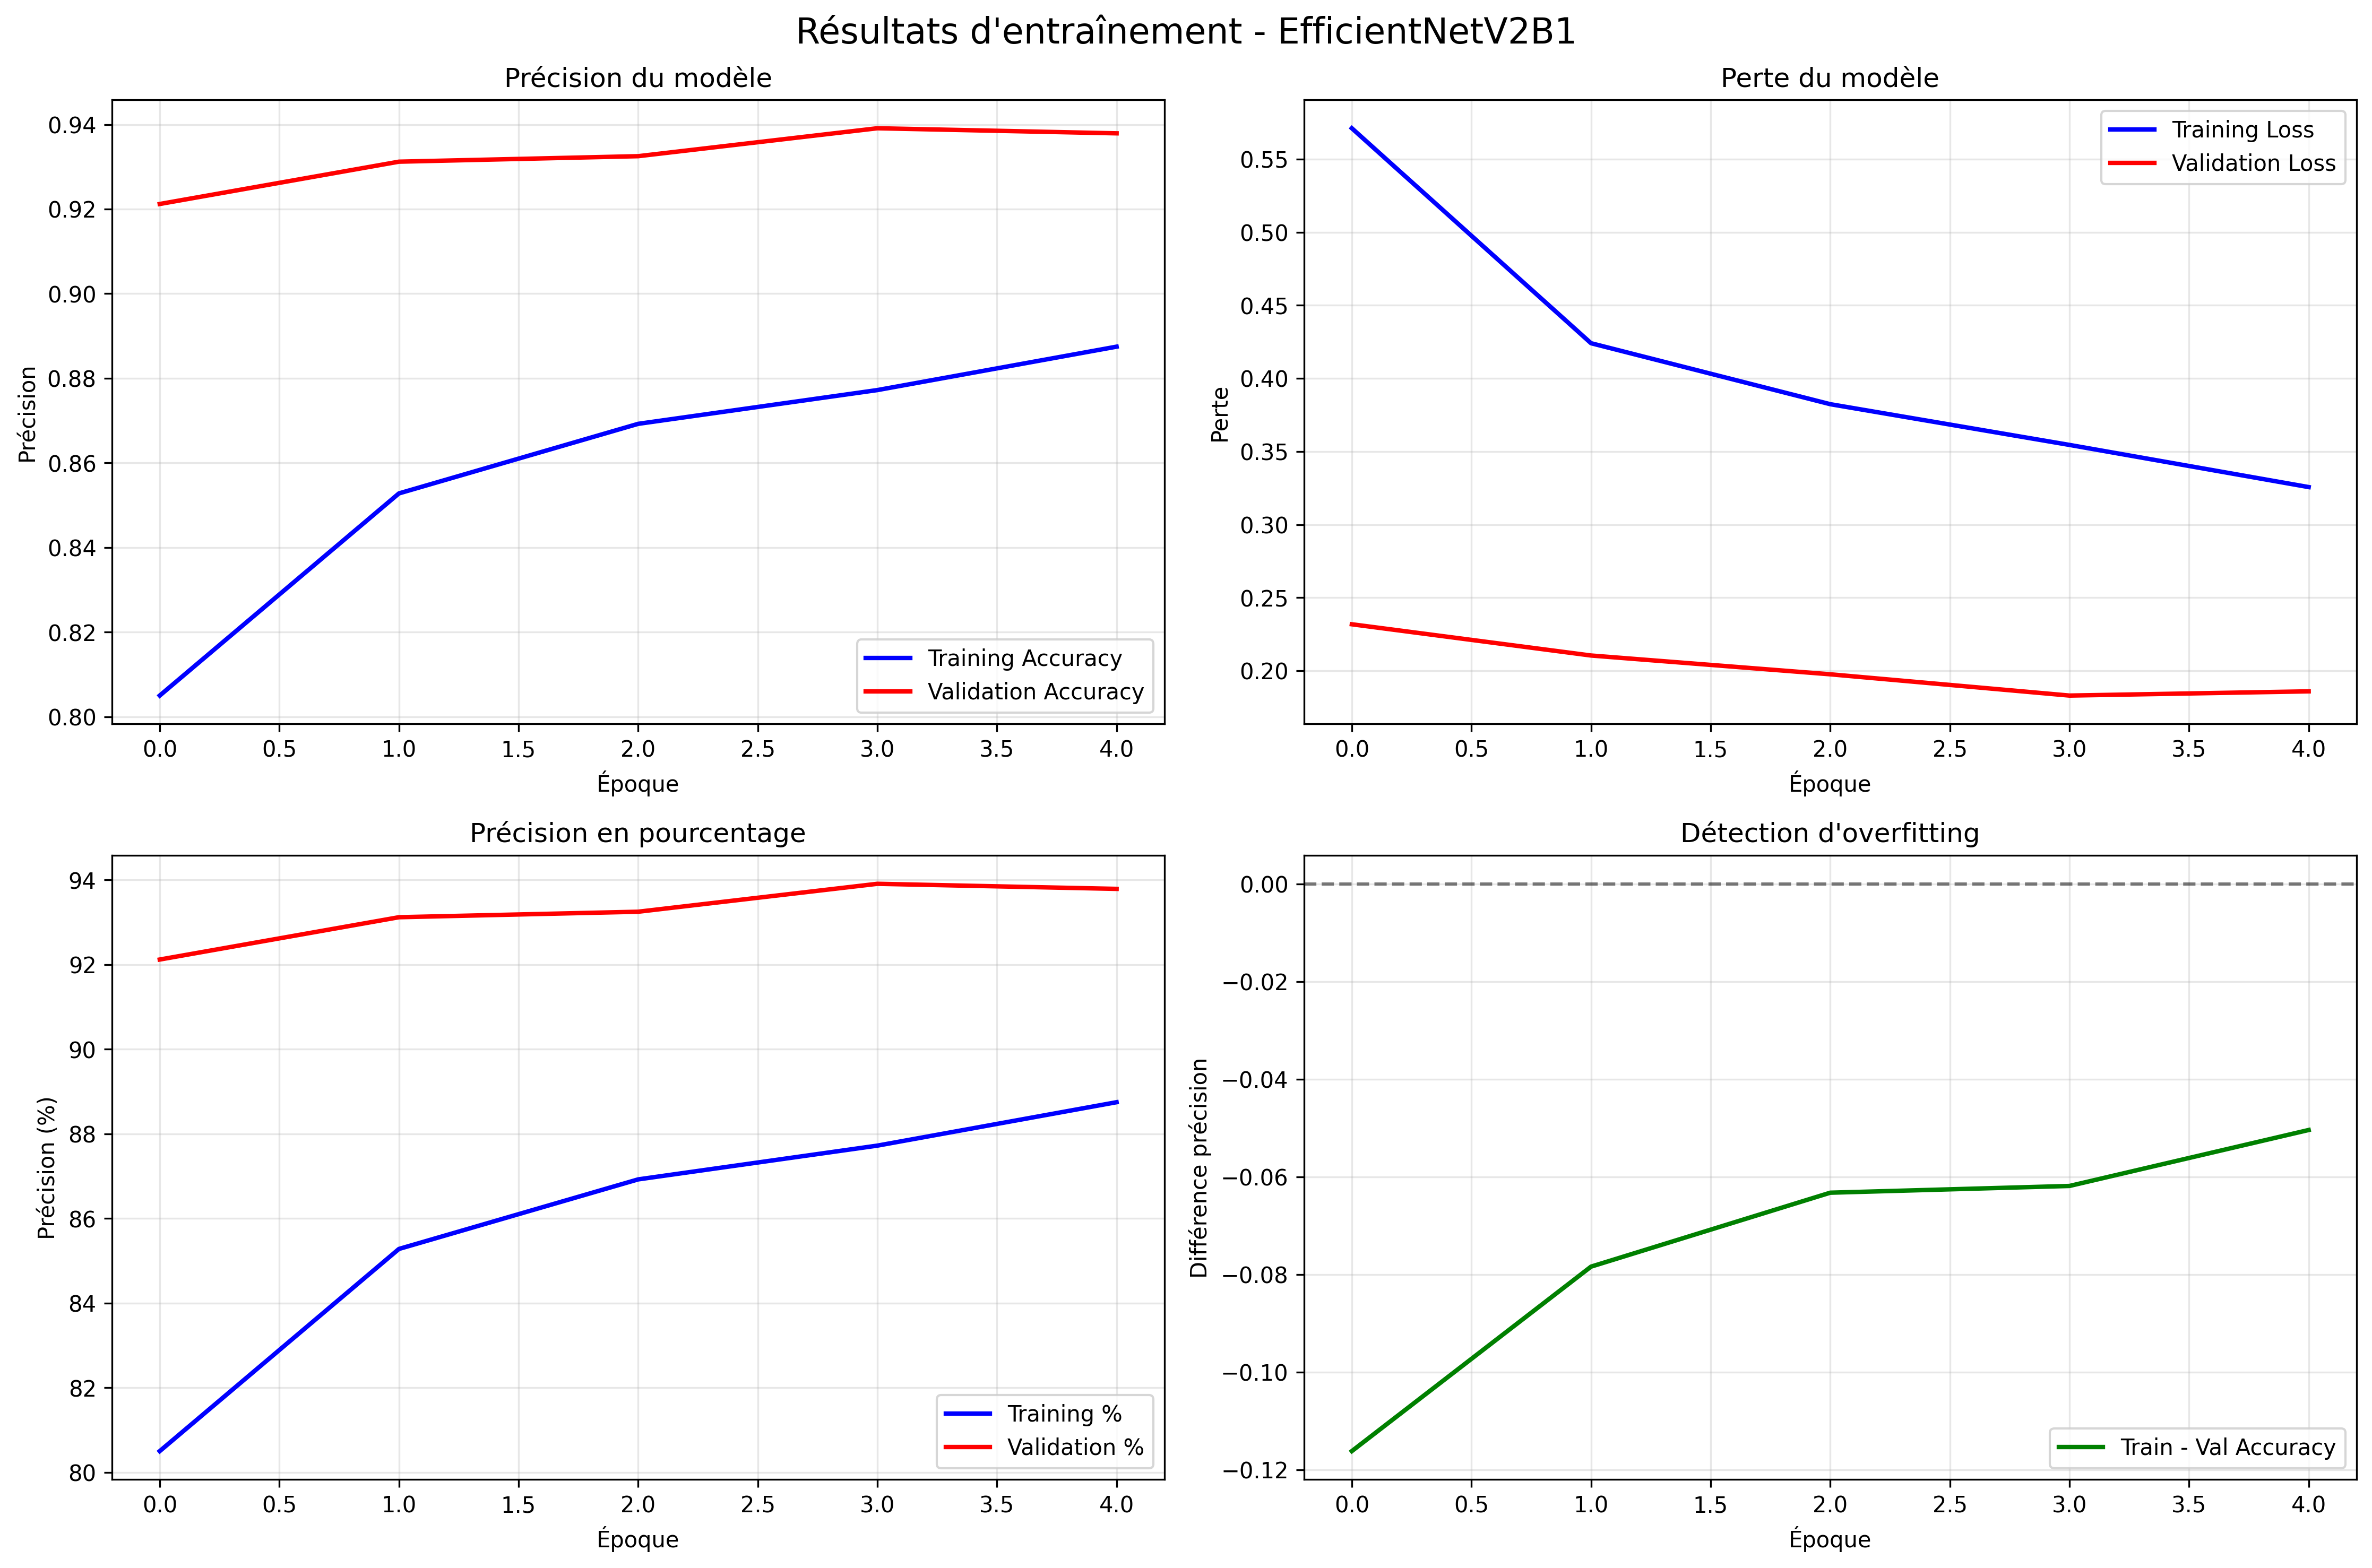 Résultats d'entraînement - EfficientNetV2B1
Précision du modèle
Précision
0.94
0.92
0.90
0.88
0.86
0.84
0.82
0.80
Training Accuracy
Validation Accuracy
0.0 0.5 1.0 1.5 2.0 2.5 3.0 3.5 4.0
Époque
Perte du modèle
Perte
0.55
0.50
0.45
0.40
0.35
0.30
0.25
0.20
Training Loss
Validation Loss
0.0 0.5 1.0 1.5 2.0 2.5 3.0 3.5 4.0
Époque
Précision en pourcentage
Précision (%)
94
92
90
88
86
84
82
80
Training %
Validation %
0.0 0.5 1.0 1.5 2.0 2.5 3.0 3.5 4.0
Époque
Détection d'overfitting
Différence précision
0.00
−0.02
−0.04
−0.06
−0.08
−0.10
−0.12
Train - Val Accuracy
0.0 0.5 1.0 1.5 2.0 2.5 3.0 3.5 4.0
Époque